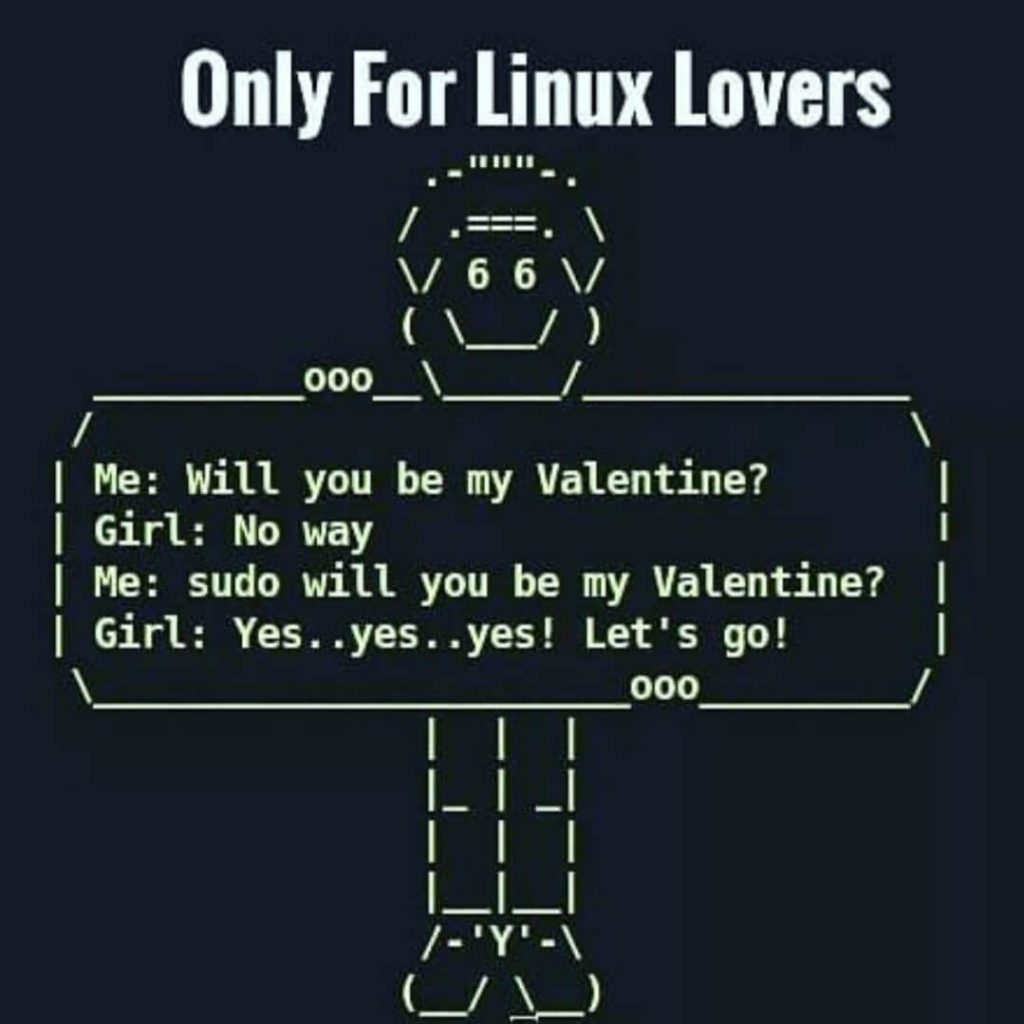 Only For Linux Lovers
Me: Will you be my Valentine?
Girl: No way
Me: sudo will you be my Valentine?
Girl: Yes..yes..yes! Let's go!